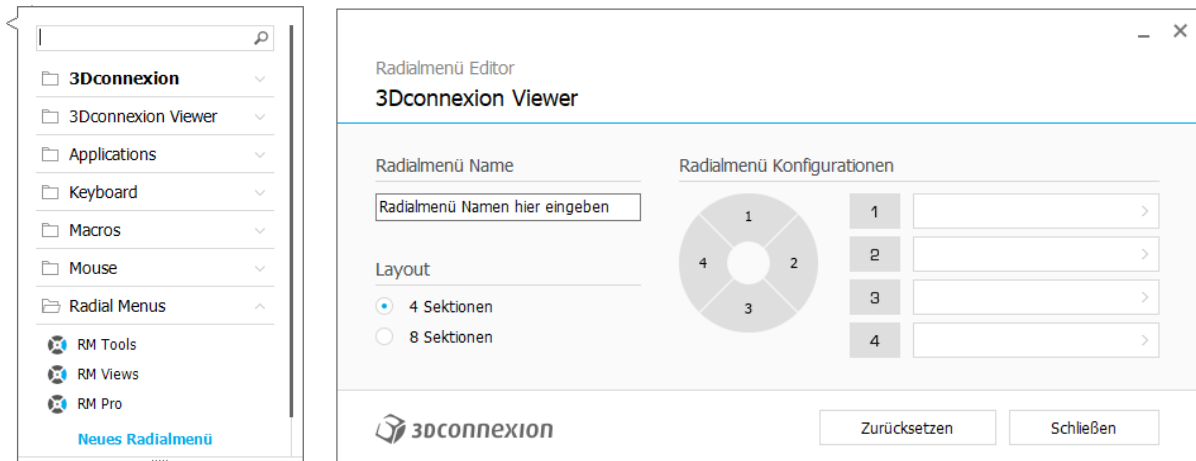 3Dconnexion
3Dconnexion Viewer
Applications
Keyboard
Macros
Mouse
Radial Menus
RM Tools
RM Views
RM Pro
Neues Radialmenü
Radialmenü Editor
3Dconnexion Viewer
Radialmenü Name
Radialmenü Namen hier eingeben
Layout
4 Sektionen
8 Sektionen
Radialmenü Konfigurationen
1
4 2
3
1
2
3
4
3Dconnexion
Zurücksetzen
Schließen